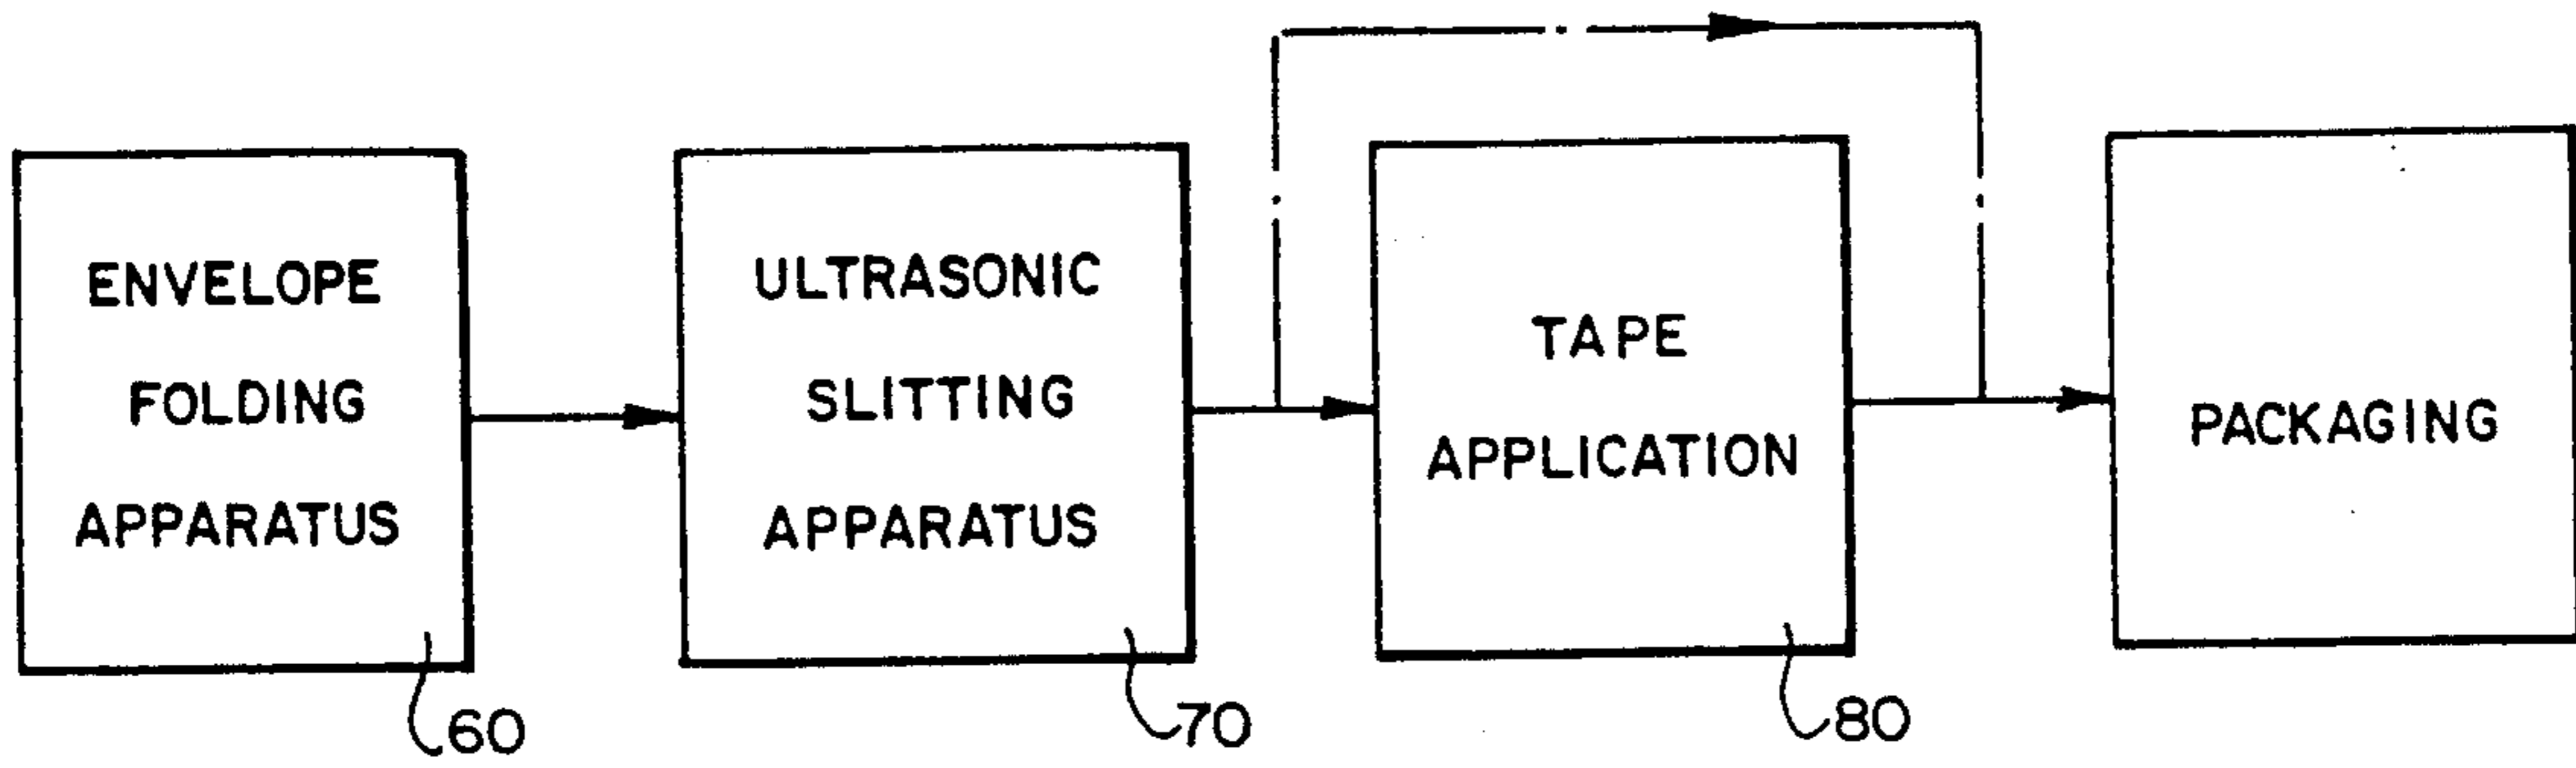 ENVELOPE
FOLDING
APPARATUS
60
ULTRASONIC
SLITTING
APPARATUS
70
TAPE
APPLICATION
80
PACKAGING